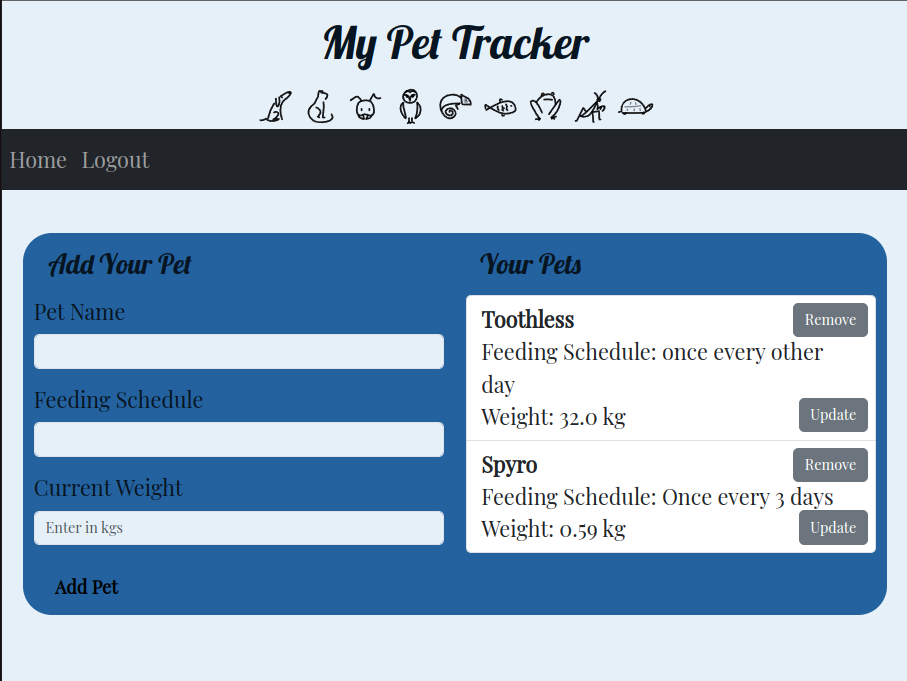 My Pet Tracker
Home Logout
Add Your Pet
Pet Name
Feeding Schedule
Current Weight
Enter in kgs
Add Pet
Your Pets
Toothless
Remove
Feeding Schedule: once every other
day
Weight: 32.0 kg
Update
Spyro
Remove
Feeding Schedule: Once every 3 days
Weight: 0.59 kg
Update